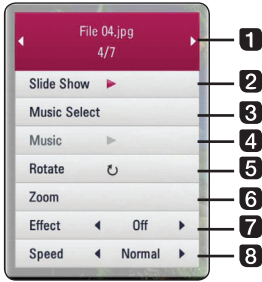 File 04.jpg
4/7
1
Slide Show
2
Music Select
3
Music
4
Rotate
5
Zoom
6
Effect Off
7
Speed Normal
8